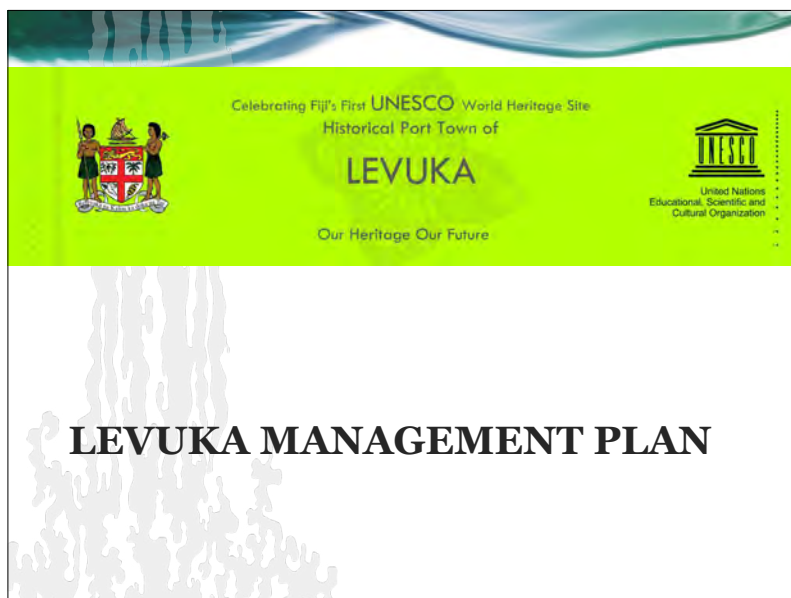 Celebrating Fiji's First UNESCO World Heritage Site
Historical Port Town of
LEVUKA
Our Heritage Our Future
UNESCO
United Nations
Educational, Scientific and
Cultural Organization
LEVUKA MANAGEMENT PLAN